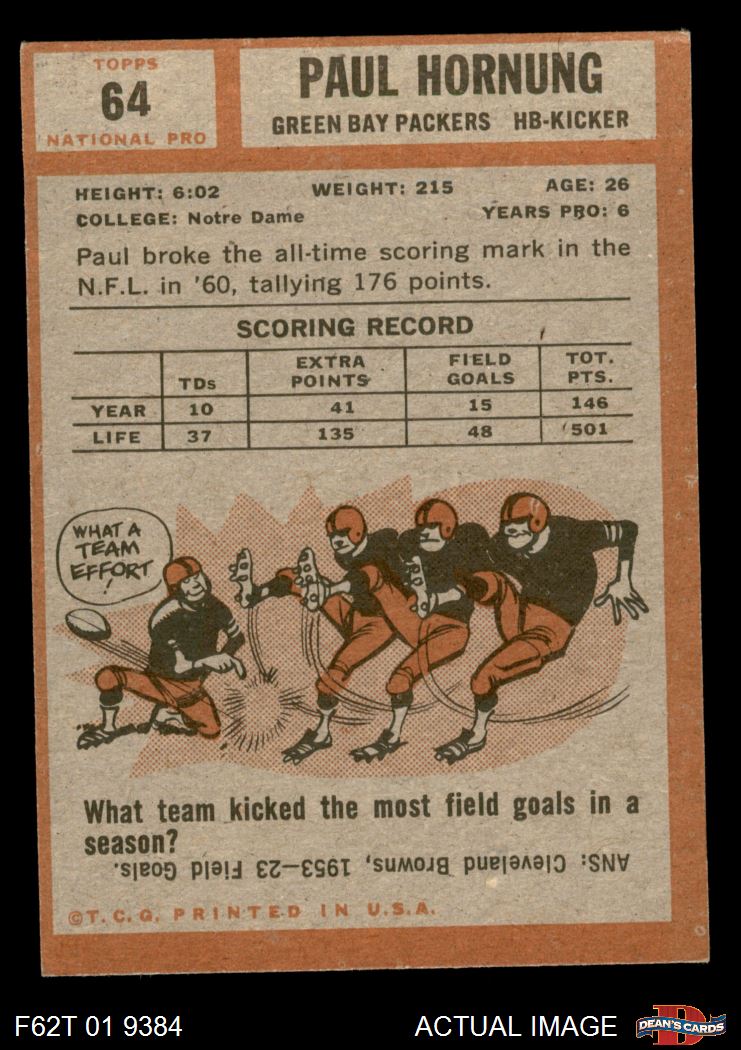 TOPPS
64
NATIONAL PRO
PAUL HORNUNG
GREEN BAY PACKERS HB-KICKER
HEIGHT: 6:02 WEIGHT: 215 AGE: 26
COLLEGE: Notre Dame YEARS PRO: 6
Paul broke the all-time scoring mark in the
N.F.L. in '60, tallying 176 points.
SCORING RECORD
TDs EXTRA POINTS FIELD GOALS TOT. PTS.
YEAR 10 41 15 146
LIFE 37 135 48 501
WHAT A
TEAM
EFFORT
!
What team kicked the most field goals in a
season?
ANS: Cleveland Browns, 1953—23 Field Goals.
©T.C.G. PRINTED IN U.S.A.
F62T 01 9384 ACTUAL IMAGE DEAN'S CARDS